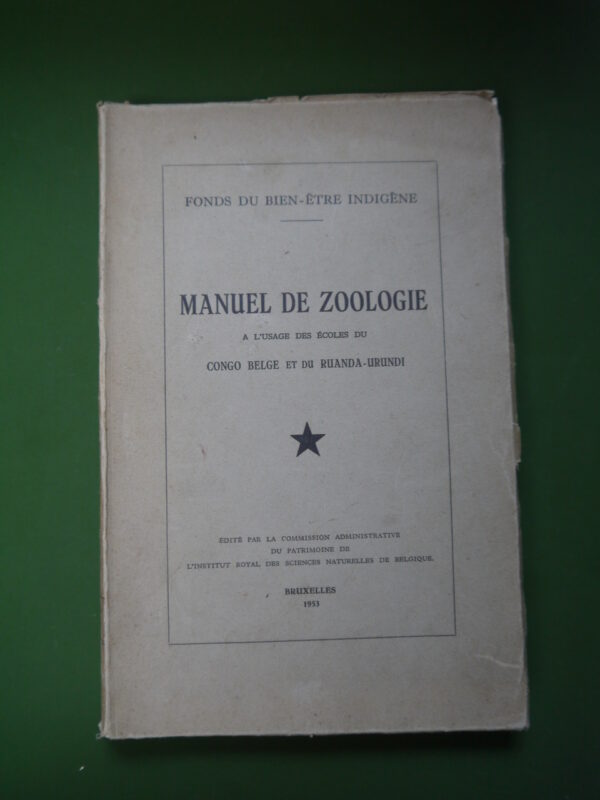 FONDS DU BIEN-ÊTRE INDIGÈNE
MANUEL DE ZOOLOGIE
A L'USAGE DES ÉCOLES DU
CONGO BELGE ET DU RUANDA-URUNDI
ÉDITÉ PAR LA COMMISSION ADMINISTRATIVE
DU PATRIMOINE DE
L'INSTITUT ROYAL DES SCIENCES NATURELLES DE BELGIQUE.
BRUXELLES
1953